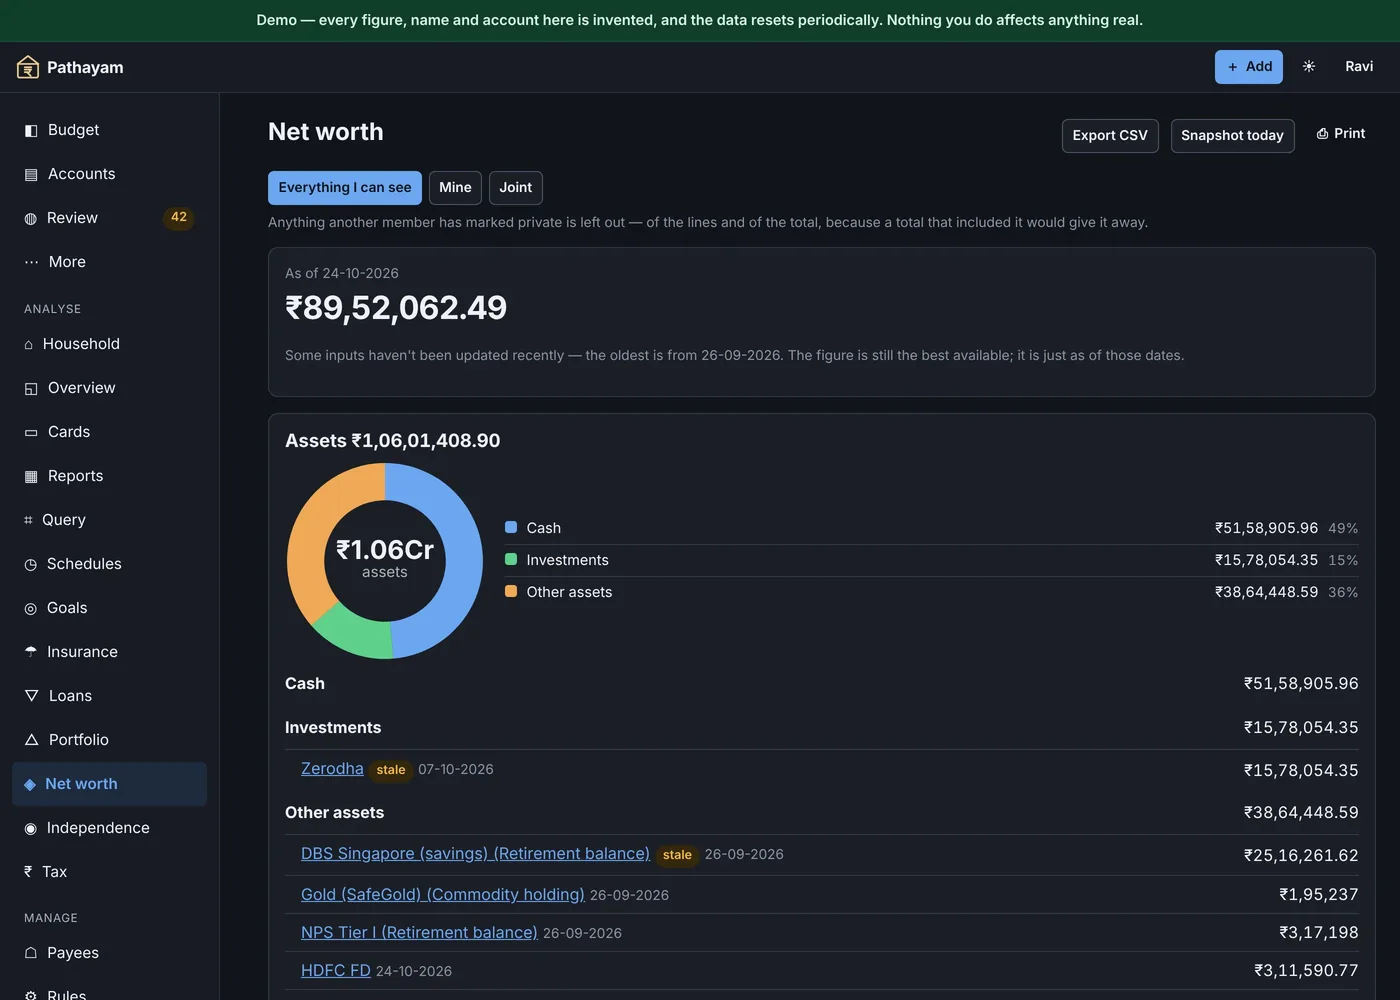 Demo — every figure, name and account here is invented, and the data resets periodically. Nothing you do affects anything real.
Pathayam
+ Add
Ravi
Budget
Accounts
Review 42
More
ANALYSE
Household
Overview
Cards
Reports
Query
Schedules
Goals
Insurance
Loans
Portfolio
Net worth
Independence
₹ Tax
MANAGE
Payees
Rules
Net worth
Export CSV
Snapshot today
Print
Everything I can see
Mine
Joint
Anything another member has marked private is left out — of the lines and of the total, because a total that included it would give it away.
As of 24-10-2026
₹89,52,062.49
Some inputs haven't been updated recently — the oldest is from 26-09-2026. The figure is still the best available; it is just as of those dates.
Assets ₹1,06,01,408.90
₹1.06Cr
assets
Cash ₹51,58,905.96 49%
Investments ₹15,78,054.35 15%
Other assets ₹38,64,448.59 36%
Cash ₹51,58,905.96
Investments ₹15,78,054.35
Zerodha stale 07-10-2026 ₹15,78,054.35
Other assets ₹38,64,448.59
DBS Singapore (savings) (Retirement balance) stale 26-09-2026 ₹25,16,261.62
Gold (SafeGold) (Commodity holding) 26-09-2026 ₹1,95,237
NPS Tier I (Retirement balance) 26-09-2026 ₹3,17,198
HDFC FD 24-10-2026 ₹3,11,590.77